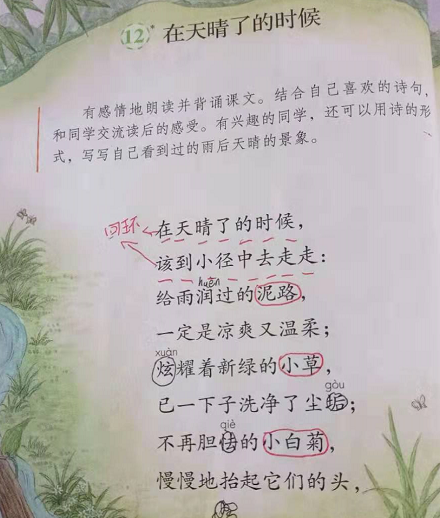 12* 在天晴了的时候
有感情地朗读并背诵课文。结合自己喜欢的诗句，
和同学交流读后的感受。有兴趣的同学，还可以用诗的形
式，写写自己看到过的雨后天晴的景象。
回环
在天晴了的时候，
该到小径中去走走：
huēn
给雨润过的泥路，
一定是凉爽又温柔；
xuàn
炫耀着新绿的小草，
gòu
已一下子洗净了尘垢；
qiè
不再胆怯的小白菊，
慢慢地抬起它们的头，